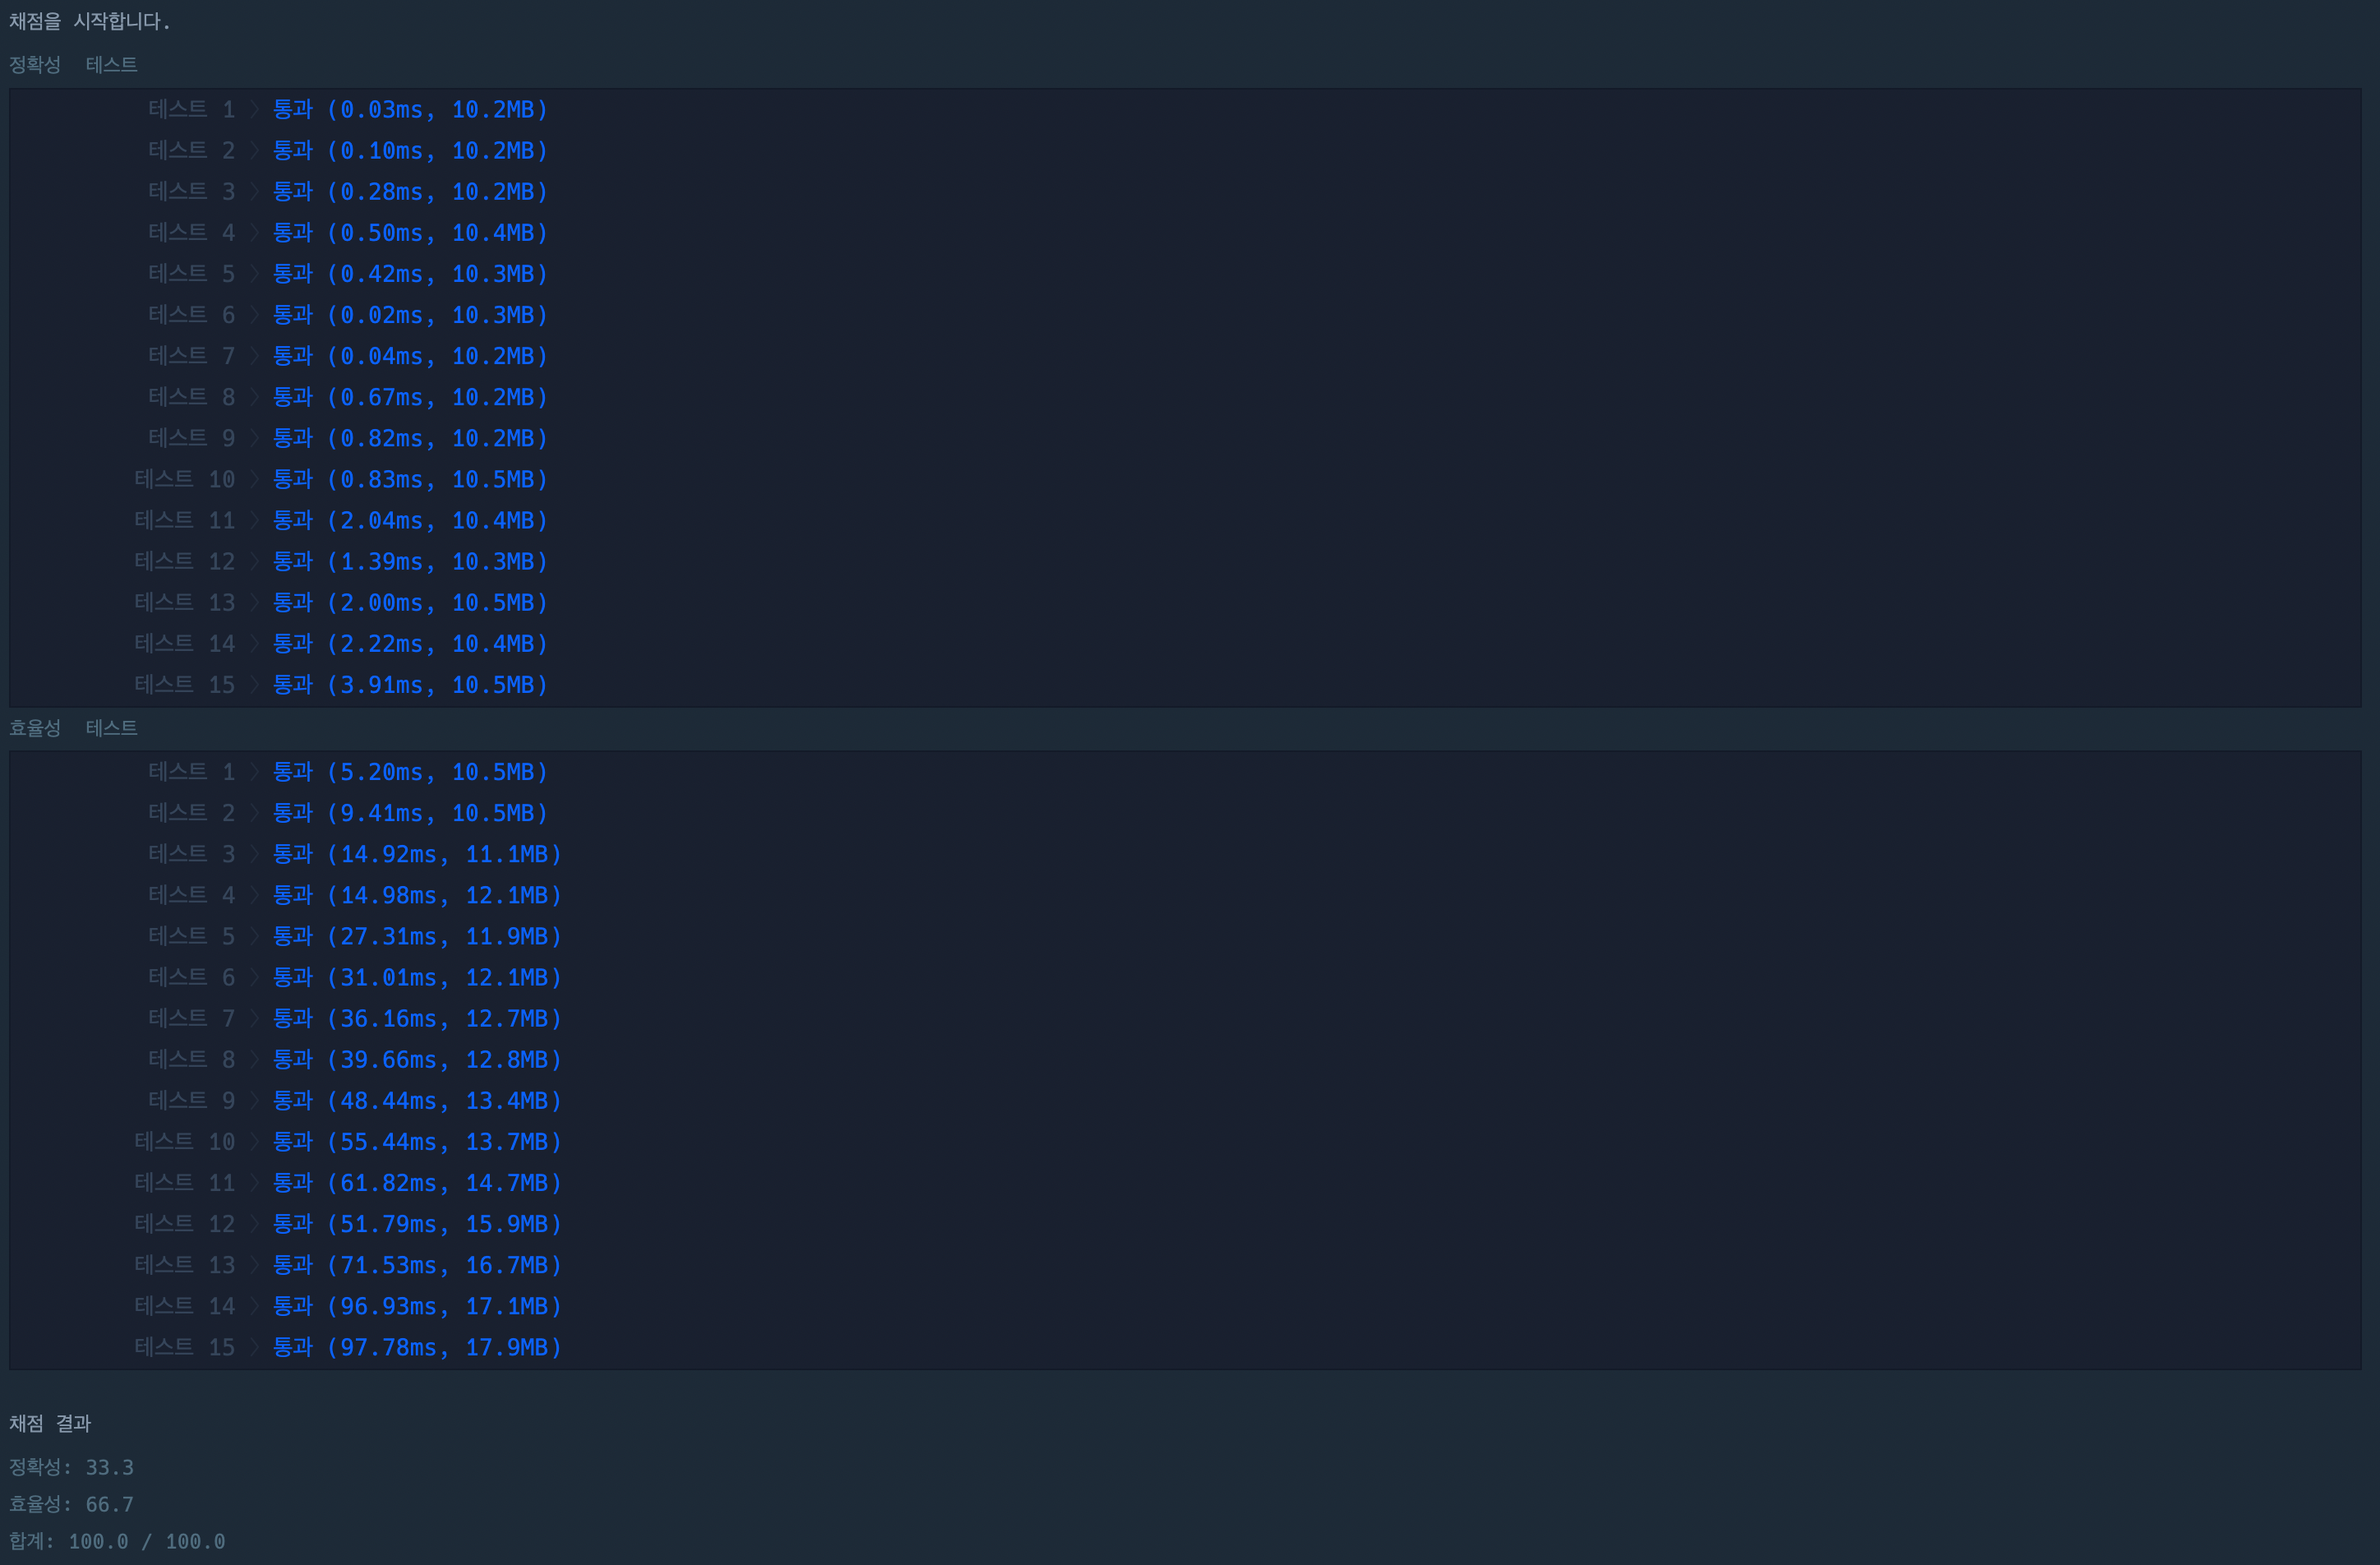 채점을 시작합니다.
정확성 테스트
테스트 1 〉 통과 (0.03ms, 10.2MB)
테스트 2 〉 통과 (0.10ms, 10.2MB)
테스트 3 〉 통과 (0.28ms, 10.2MB)
테스트 4 〉 통과 (0.50ms, 10.4MB)
테스트 5 〉 통과 (0.42ms, 10.3MB)
테스트 6 〉 통과 (0.02ms, 10.3MB)
테스트 7 〉 통과 (0.04ms, 10.2MB)
테스트 8 〉 통과 (0.67ms, 10.2MB)
테스트 9 〉 통과 (0.82ms, 10.2MB)
테스트 10 〉 통과 (0.83ms, 10.5MB)
테스트 11 〉 통과 (2.04ms, 10.4MB)
테스트 12 〉 통과 (1.39ms, 10.3MB)
테스트 13 〉 통과 (2.00ms, 10.5MB)
테스트 14 〉 통과 (2.22ms, 10.4MB)
테스트 15 〉 통과 (3.91ms, 10.5MB)
효율성 테스트
테스트 1 〉 통과 (5.20ms, 10.5MB)
테스트 2 〉 통과 (9.41ms, 10.5MB)
테스트 3 〉 통과 (14.92ms, 11.1MB)
테스트 4 〉 통과 (14.98ms, 12.1MB)
테스트 5 〉 통과 (27.31ms, 11.9MB)
테스트 6 〉 통과 (31.01ms, 12.1MB)
테스트 7 〉 통과 (36.16ms, 12.7MB)
테스트 8 〉 통과 (39.66ms, 12.8MB)
테스트 9 〉 통과 (48.44ms, 13.4MB)
테스트 10 〉 통과 (55.44ms, 13.7MB)
테스트 11 〉 통과 (61.82ms, 14.7MB)
테스트 12 〉 통과 (51.79ms, 15.9MB)
테스트 13 〉 통과 (71.53ms, 16.7MB)
테스트 14 〉 통과 (96.93ms, 17.1MB)
테스트 15 〉 통과 (97.78ms, 17.9MB)
채점 결과
정확성: 33.3
효율성: 66.7
합계: 100.0 / 100.0